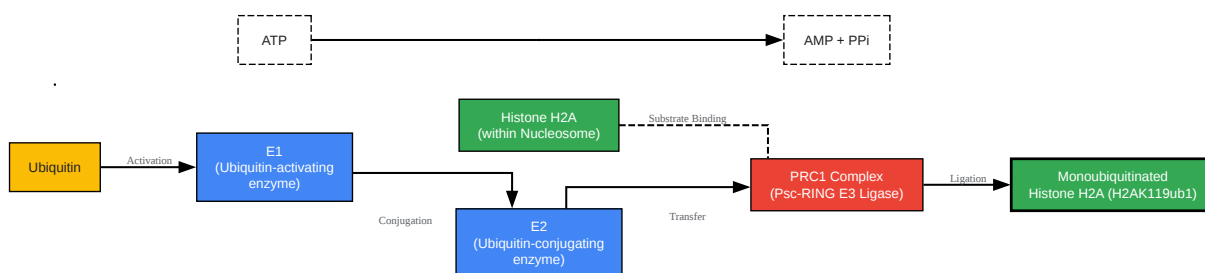 ATP
AMP + PPi
Histone H2A
(within Nucleosome)
Substrate Binding
Ubiquitin
Activation
E1
(Ubiquitin-activating
enzyme)
PRC1 Complex
(Psc-RING E3 Ligase)
Ligation
Monoubiquitinated
Histone H2A (H2AK119ub1)
Conjugation
E2
(Ubiquitin-conjugating
enzyme)
Transfer